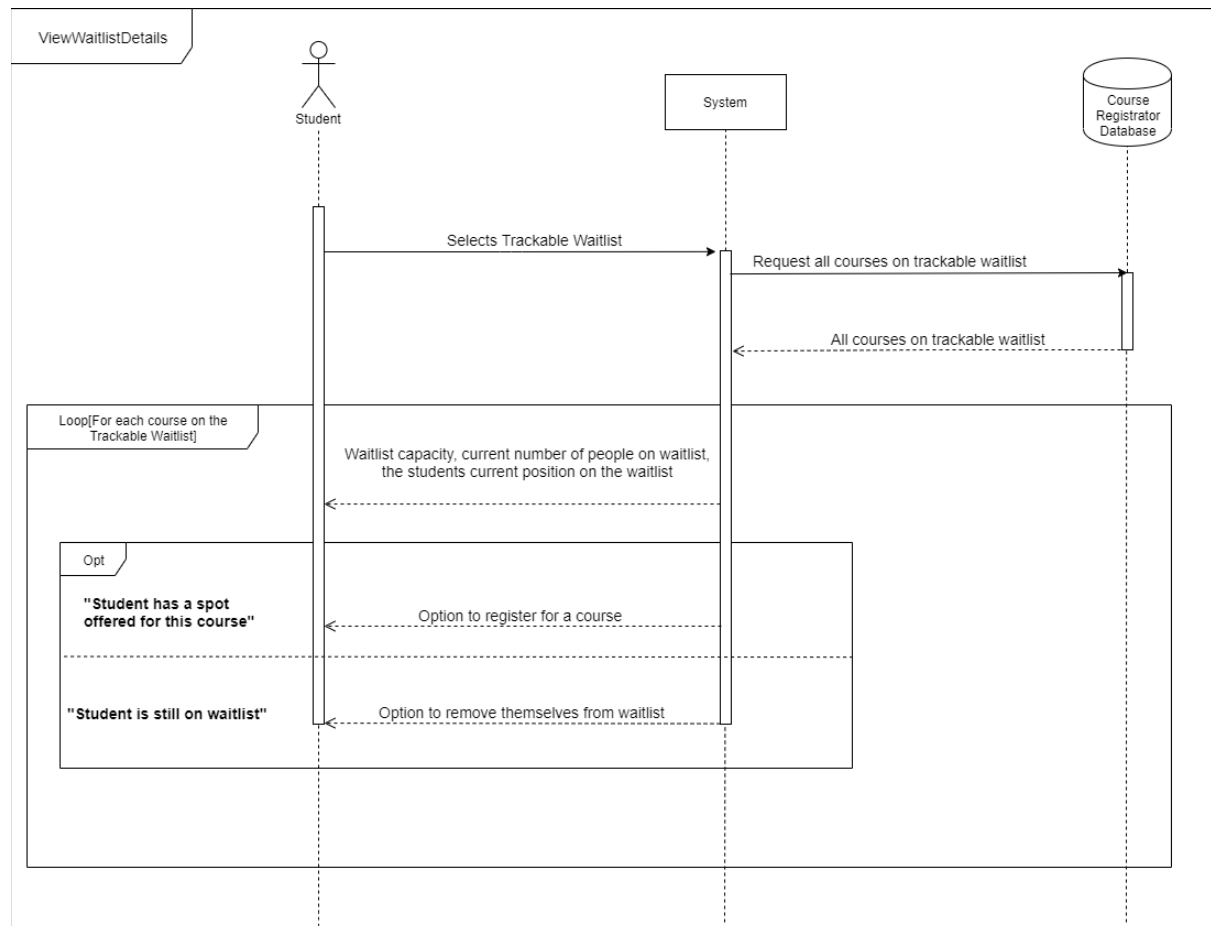 ViewWaitlistDetails
Student
System
Course
Registrator
Database
Selects Trackable Waitlist
Request all courses on trackable waitlist
All courses on trackable waitlist
Loop[For each course on the
Trackable Waitlist]
Waitlist capacity, current number of people on waitlist,
the students current position on the waitlist
Opt
"Student has a spot
offered for this course"
Option to register for a course
"Student is still on waitlist"
Option to remove themselves from waitlist